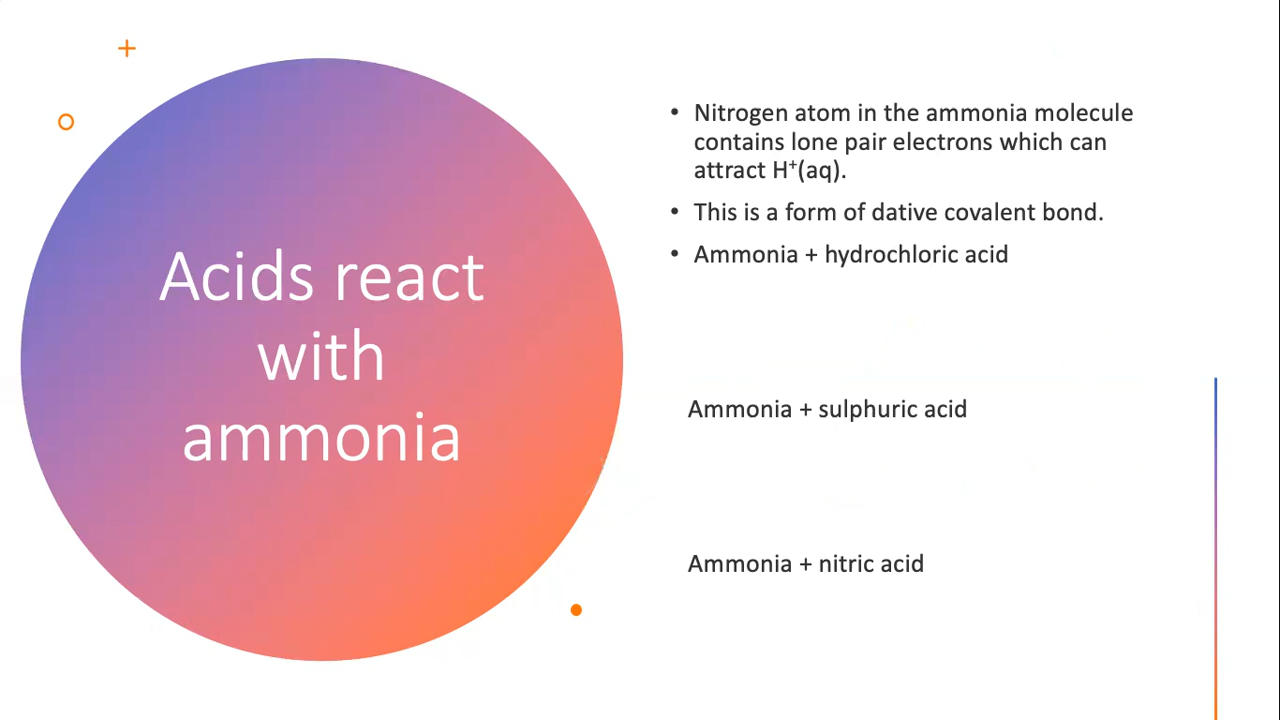 Acids react
with
ammonia
• Nitrogen atom in the ammonia molecule
contains lone pair electrons which can
attract H⁺(aq).
• This is a form of dative covalent bond.
• Ammonia + hydrochloric acid
Ammonia + sulphuric acid
Ammonia + nitric acid